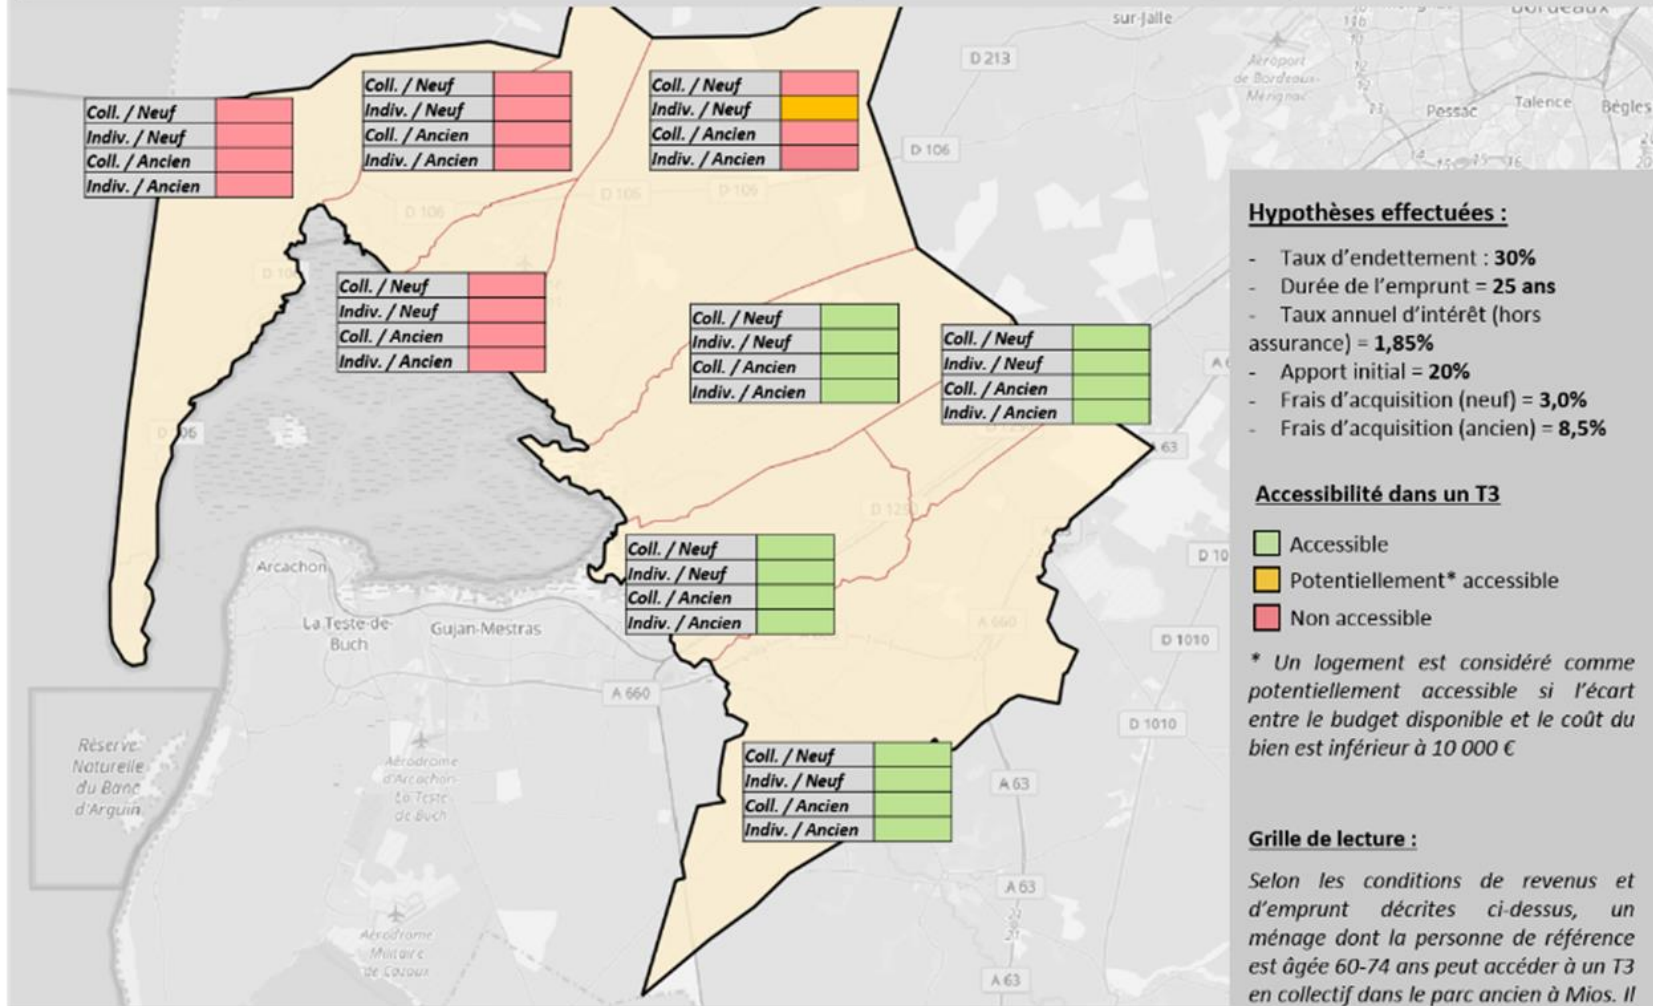 sur-Jalle
Bordeaux
D 213
Aéroport
de Bordeaux-
Mérignac
Pessac
Talence
Bègles
D 106
Coll. / Neuf
Indiv. / Neuf
Coll. / Ancien
Indiv. / Ancien
Coll. / Neuf
Indiv. / Neuf
Coll. / Ancien
Indiv. / Ancien
Coll. / Neuf
Indiv. / Neuf
Coll. / Ancien
Indiv. / Ancien
D 106
D 106
D 106
Coll. / Neuf
Indiv. / Neuf
Coll. / Ancien
Indiv. / Ancien
Coll. / Neuf
Indiv. / Neuf
Coll. / Ancien
Indiv. / Ancien
Coll. / Neuf
Indiv. / Neuf
Coll. / Ancien
Indiv. / Ancien
D 1250
Coll. / Neuf
Indiv. / Neuf
Coll. / Ancien
Indiv. / Ancien
Arcachon
La Teste-de-
Buch
Gujan-Mestras
A 660
A 660
D 1010
D 1010
Réserve
Naturelle
du Banc
d'Arguin
Aérodrome
d'Arcachon-
La Teste-
de-Buch
Coll. / Neuf
Indiv. / Neuf
Coll. / Ancien
Indiv. / Ancien
A 63
A 63
A 63
Aérodrome
Militaire
de Cazaux
Hypothèses effectuées :
- Taux d'endettement : 30%
- Durée de l'emprunt = 25 ans
- Taux annuel d'intérêt (hors
assurance) = 1,85%
- Apport initial = 20%
- Frais d'acquisition (neuf) = 3,0%
- Frais d'acquisition (ancien) = 8,5%
Accessibilité dans un T3
Accessible
Potentiellement* accessible
Non accessible
* Un logement est considéré comme
potentiellement accessible si l'écart
entre le budget disponible et le coût du
bien est inférieur à 10 000 €
Grille de lecture :
Selon les conditions de revenus et
d'emprunt décrites ci-dessus, un
ménage dont la personne de référence
est âgée 60-74 ans peut accéder à un T3
en collectif dans le parc ancien à Mios. Il